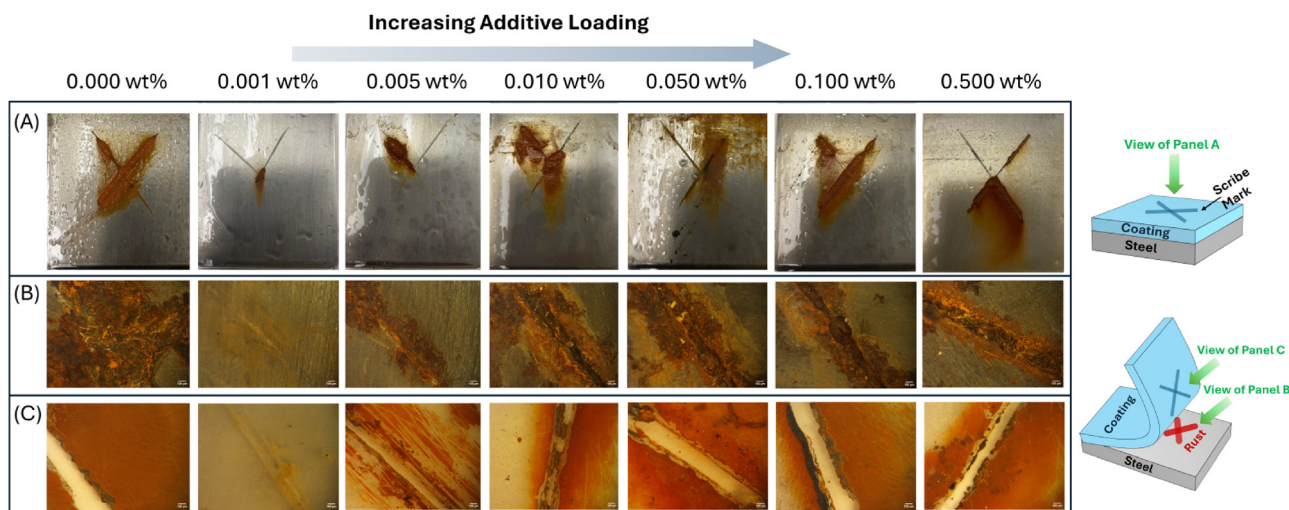 Increasing Additive Loading
0.000 wt% 0.001 wt% 0.005 wt% 0.010 wt% 0.050 wt% 0.100 wt% 0.500 wt%
(A)
View of Panel A
Scribe
Mark
Coating
Steel
(B)
View of Panel C
View of Panel B
Coating
Rust
Steel
(C)